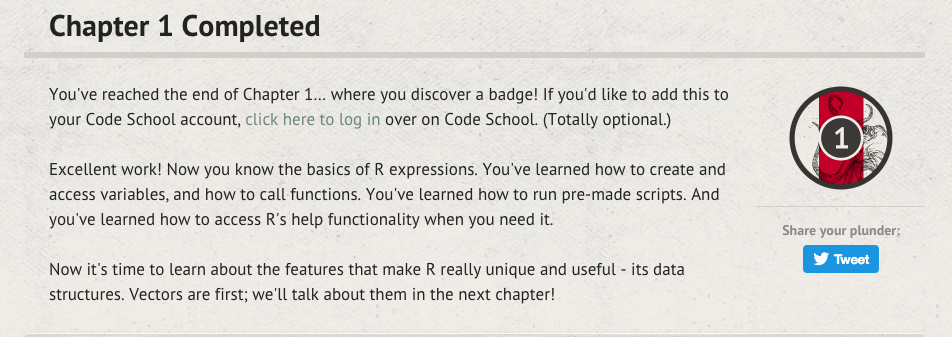 Chapter 1 Completed
You've reached the end of Chapter 1... where you discover a badge! If you'd like to add this to
your Code School account, click here to log in over on Code School. (Totally optional.)
1
Excellent work! Now you know the basics of R expressions. You've learned how to create and
access variables, and how to call functions. You've learned how to run pre-made scripts. And
you've learned how to access R's help functionality when you need it.
Share your plunder:
Tweet
Now it's time to learn about the features that make R really unique and useful - its data
structures. Vectors are first; we'll talk about them in the next chapter!